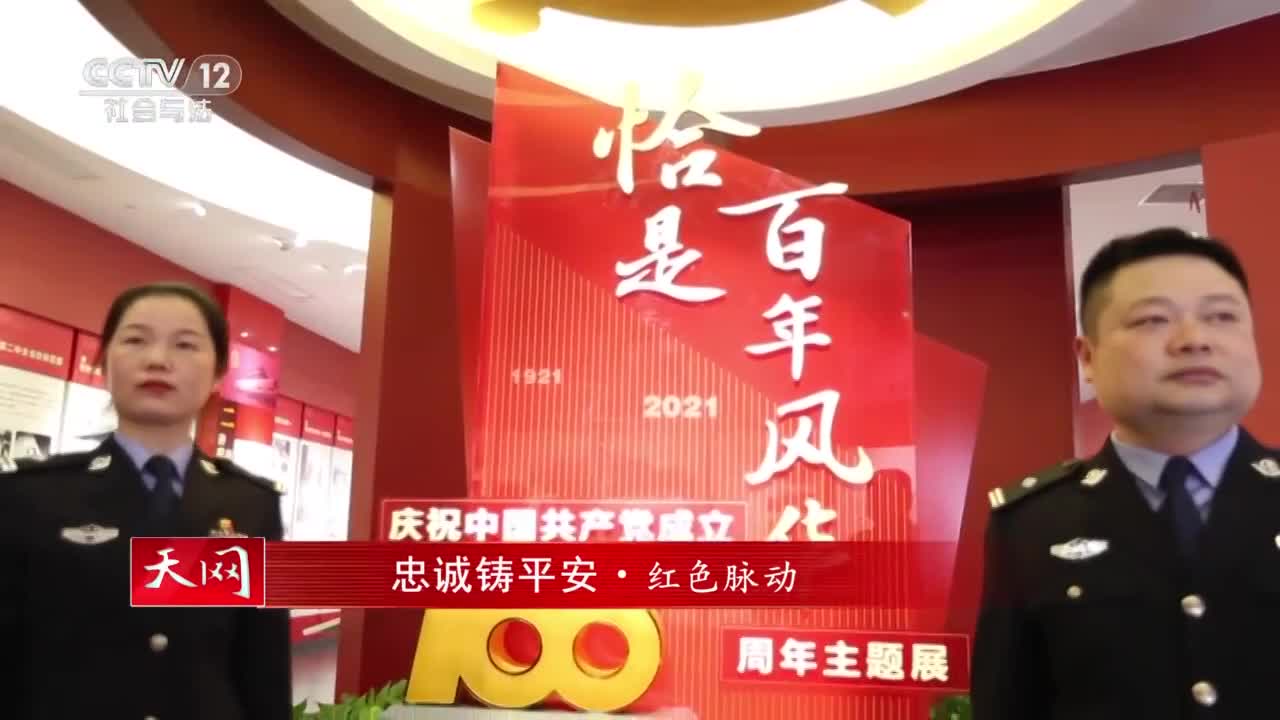 CCTV 12
社会与法
恰是
百年风华
1921
2021
庆祝中国共产党成立
100
周年主题展
天网
忠诚铸平安·红色脉动